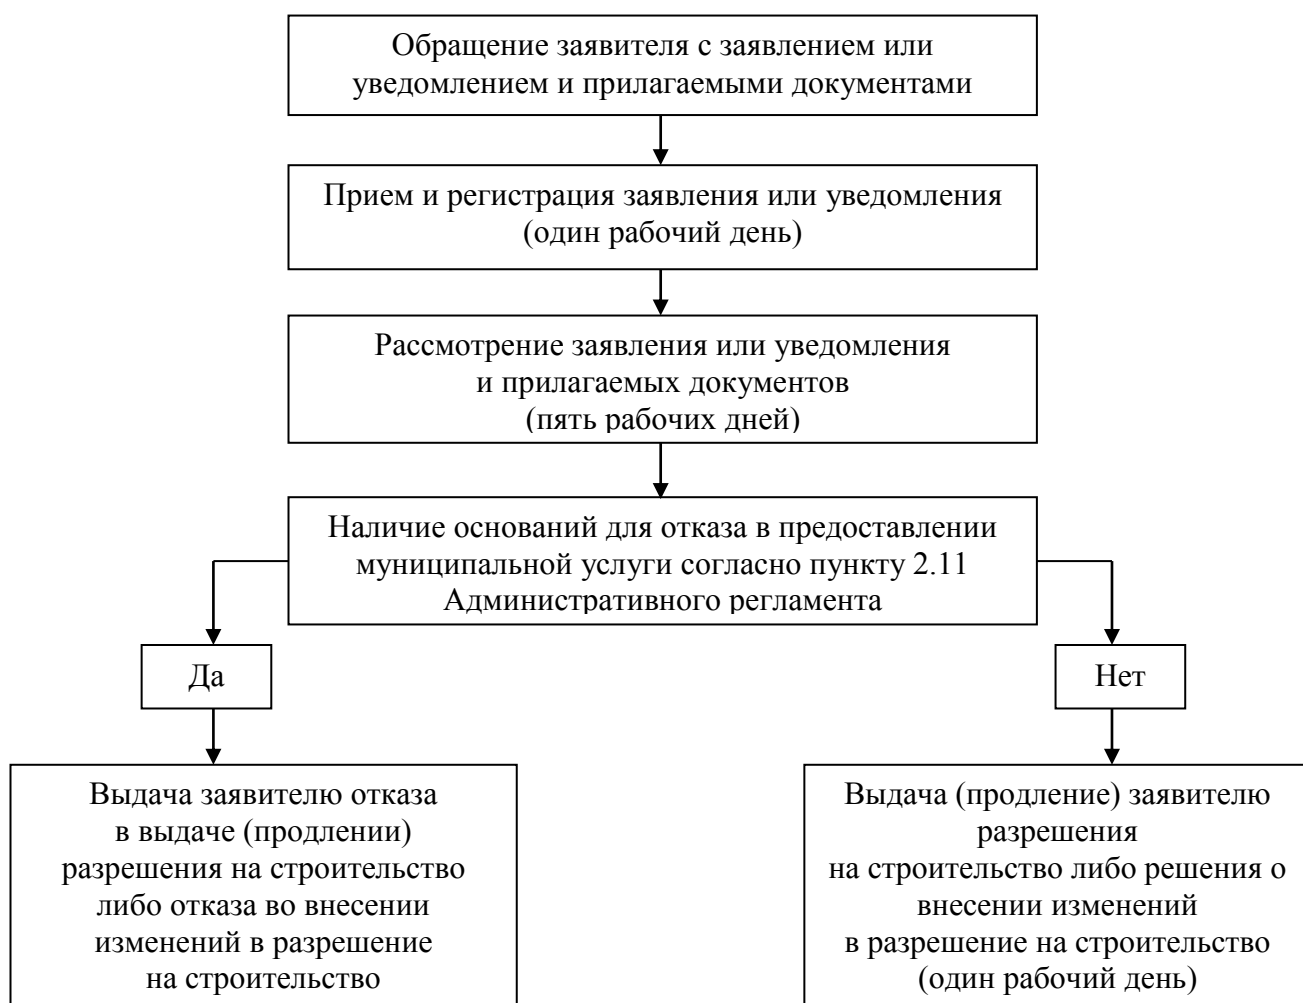 Обращение заявителя с заявлением или
уведомлением и прилагаемыми документами
Прием и регистрация заявления или уведомления
(один рабочий день)
Рассмотрение заявления или уведомления
и прилагаемых документов
(пять рабочих дней)
Наличие оснований для отказа в предоставлении
муниципальной услуги согласно пункту 2.11
Административного регламента
Да
Нет
Выдача заявителю отказа
в выдаче (продлении)
разрешения на строительство
либо отказа во внесении
изменений в разрешение
на строительство
Выдача (продление) заявителю
разрешения
на строительство либо решения о
внесении изменений
в разрешение на строительство
(один рабочий день)